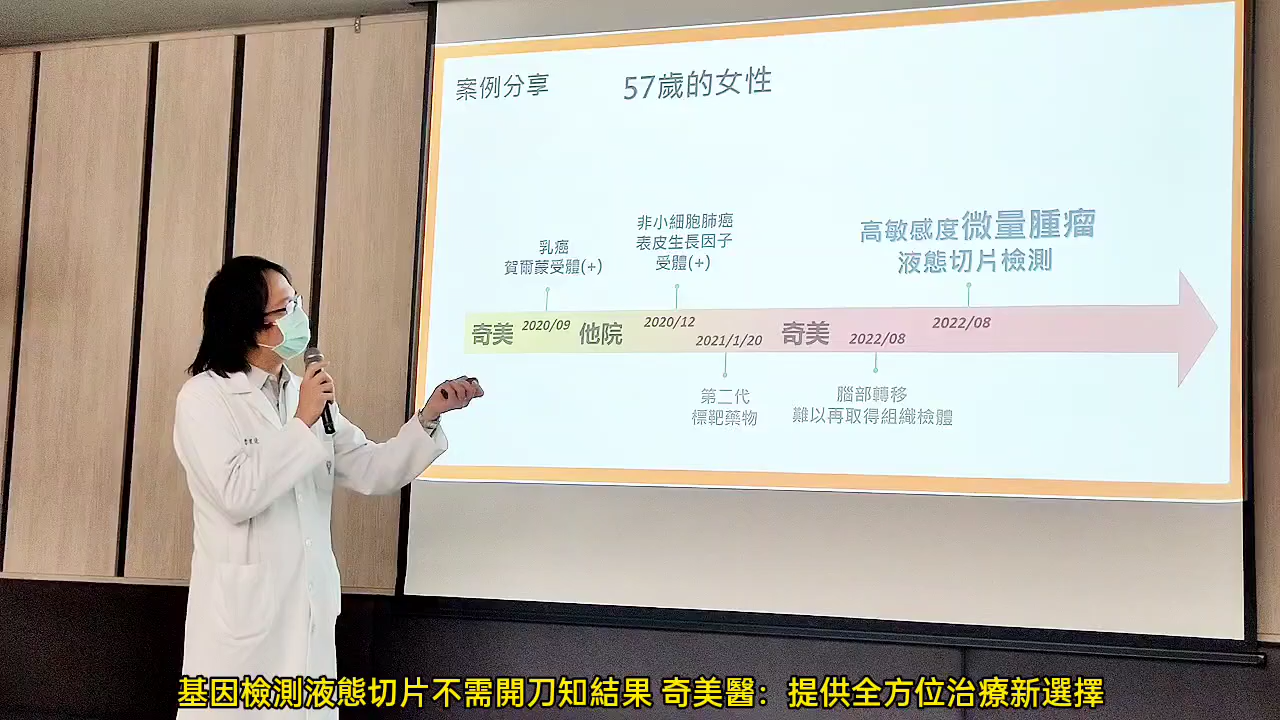 案例分享
57歲的女性
乳癌
賀爾蒙受體(+)
非小細胞肺癌
表皮生長因子
受體(+)
高敏感度微量腫瘤
液態切片檢測
奇美
2020/09
他院
2020/12
2021/1/20
奇美
2022/08
2022/08
第二代
標靶藥物
腦部轉移
難以再取得組織檢體
基因檢測液態切片不需開刀知結果 奇美醫：提供全方位治療新選擇